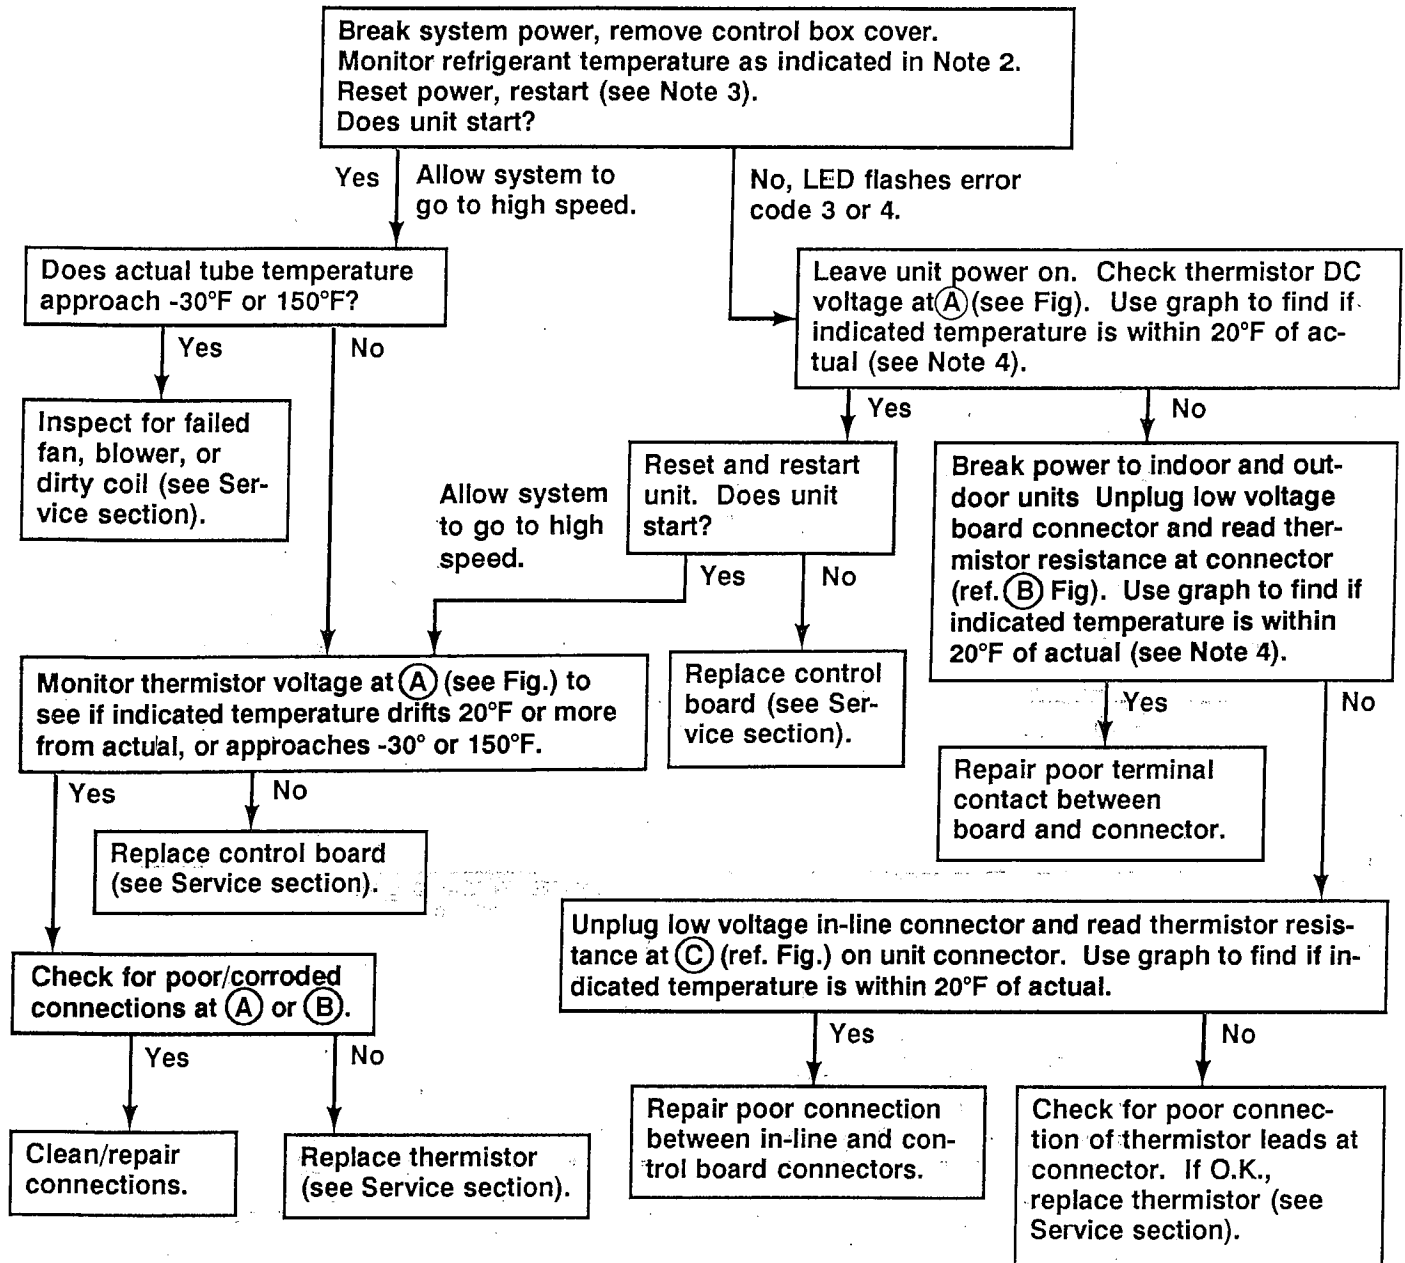 Break system power, remove control box cover.
Monitor refrigerant temperature as indicated in Note 2.
Reset power, restart (see Note 3).
Does unit start?
Yes
Allow system to
go to high speed.
No, LED flashes error
code 3 or 4.
Does actual tube temperature
approach -30°F or 150°F?
Yes
No
Leave unit power on. Check thermistor DC
voltage at (A) (see Fig). Use graph to find if
indicated temperature is within 20°F of ac-
tual (see Note 4).
Yes
No
Inspect for failed
fan, blower, or
dirty coil (see Ser-
vice section).
Allow system
to go to high
speed.
Reset and restart
unit. Does unit
start?
Yes
No
Break power to indoor and out-
door units Unplug low voltage
board connector and read ther-
mistor resistance at connector
(ref. (B) Fig). Use graph to find if
indicated temperature is within
20°F of actual (see Note 4).
Yes
No
Monitor thermistor voltage at (A) (see Fig.) to
see if indicated temperature drifts 20°F or more
from actual, or approaches -30° or 150°F.
Yes
No
Replace control
board (see Ser-
vice section).
Repair poor terminal
contact between
board and connector.
Replace control board
(see Service section).
Unplug low voltage in-line connector and read thermistor resis-
tance at (C) (ref. Fig.) on unit connector. Use graph to find if in-
dicated temperature is within 20°F of actual.
Yes
No
Check for poor/corroded
connections at (A) or (B).
Yes
No
Clean/repair
connections.
Replace thermistor
(see Service section).
Repair poor connection
between in-line and con-
trol board connectors.
Check for poor connec-
tion of thermistor leads at
connector. If O.K.,
replace thermistor (see
Service section).